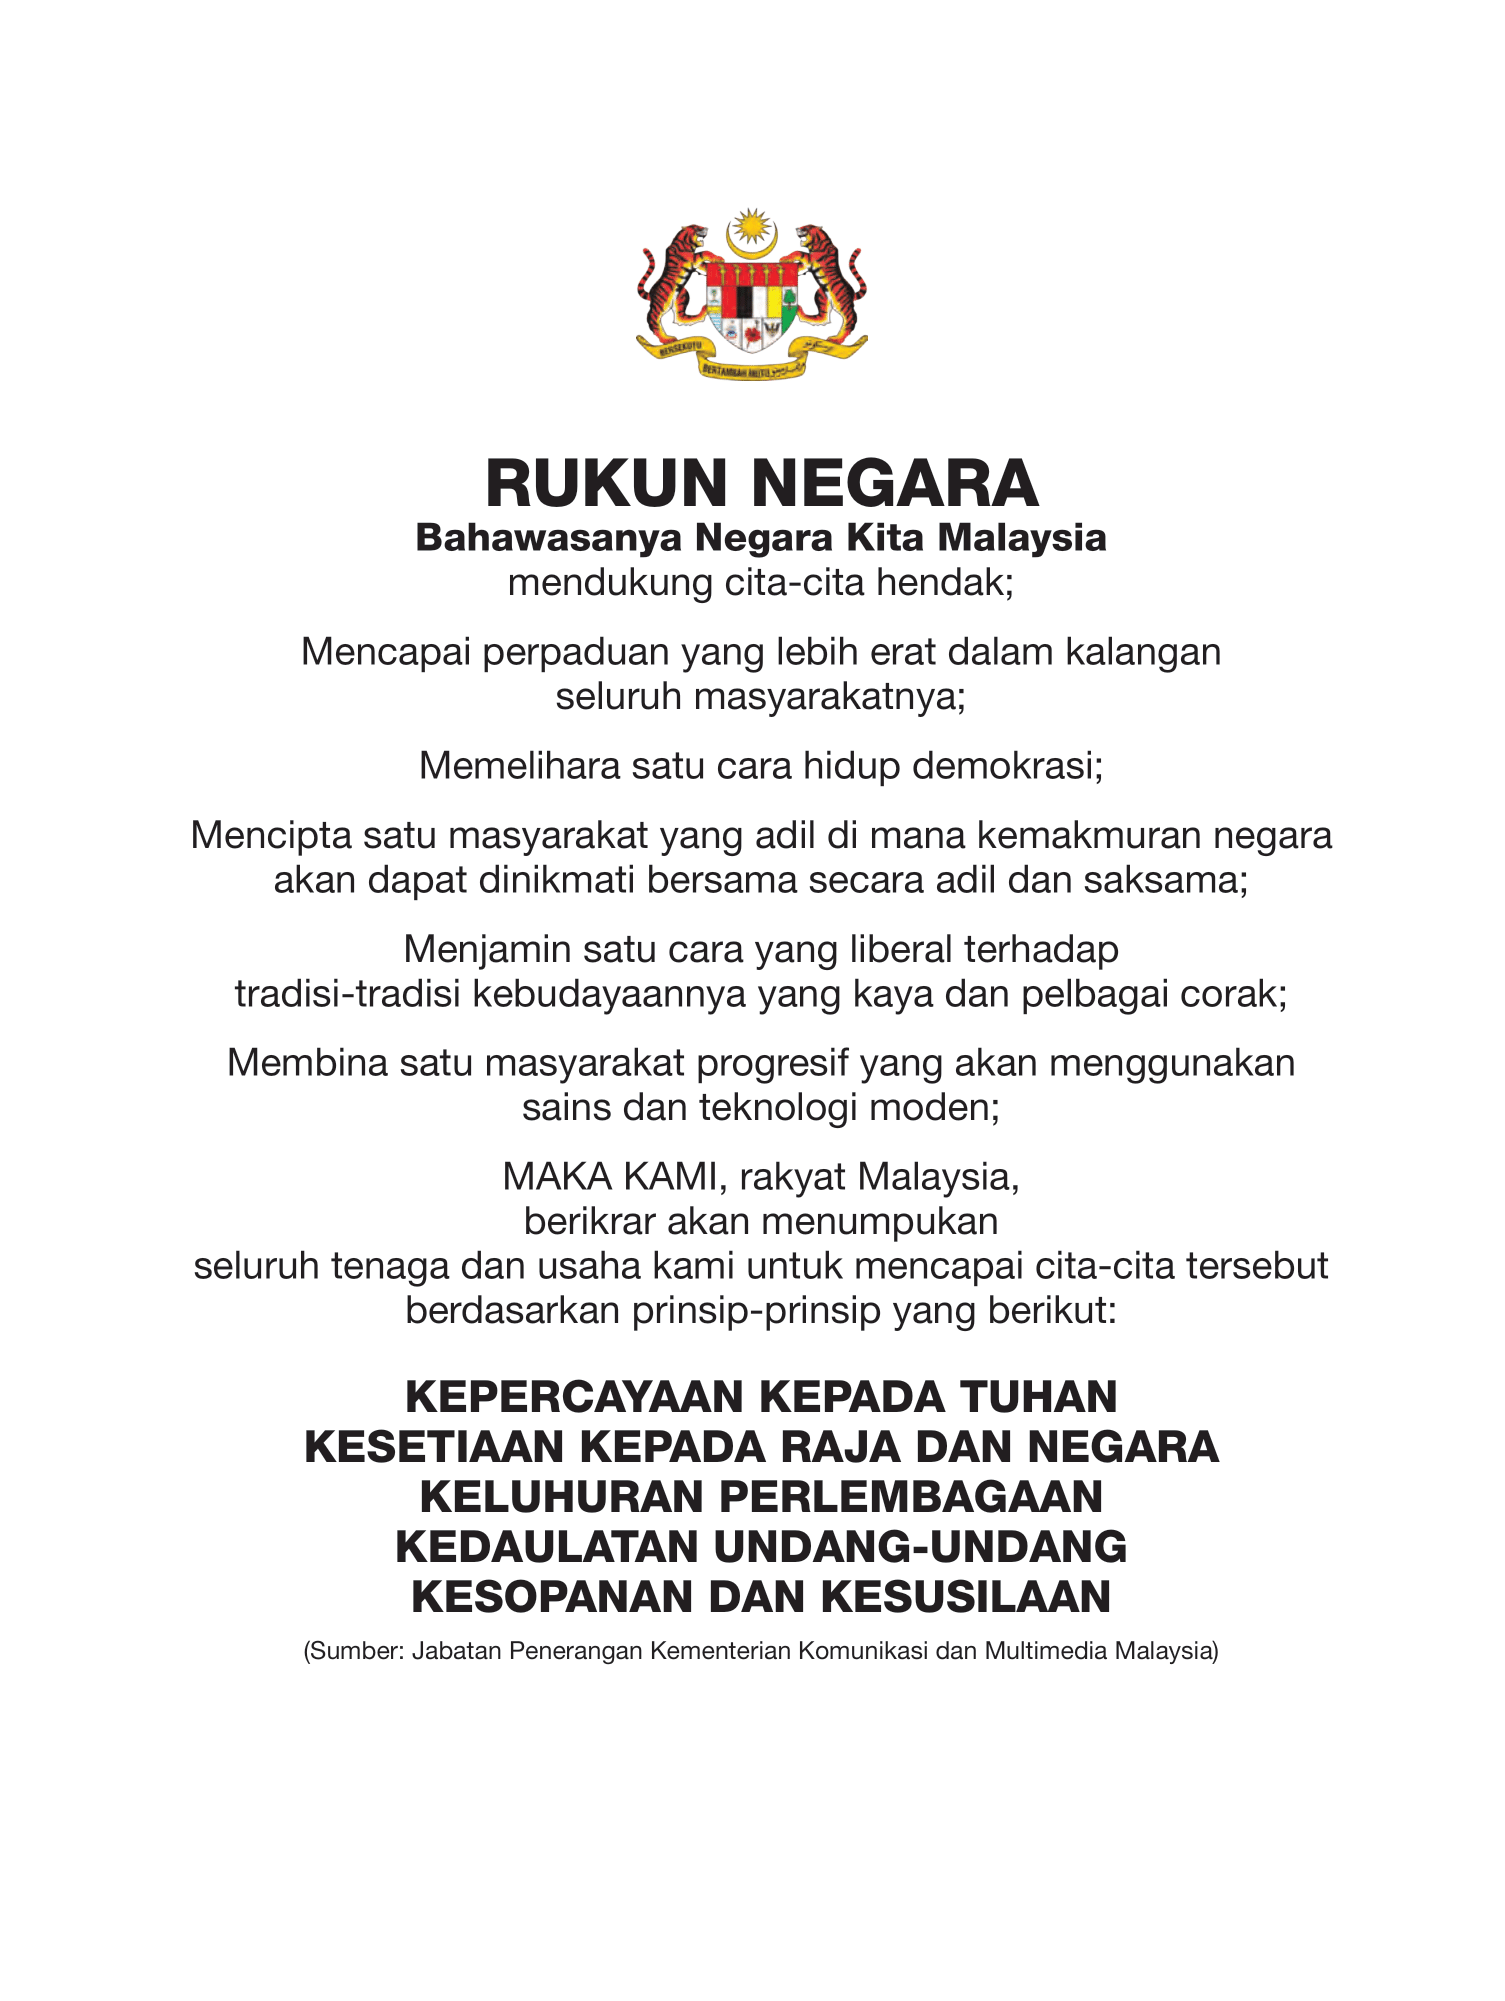 BERSEKUTU
BERTAMBAH MUTU
RUKUN NEGARA
Bahawasanya Negara Kita Malaysia
mendukung cita-cita hendak;
Mencapai perpaduan yang lebih erat dalam kalangan
seluruh masyarakatnya;
Memelihara satu cara hidup demokrasi;
Mencipta satu masyarakat yang adil di mana kemakmuran negara
akan dapat dinikmati bersama secara adil dan saksama;
Menjamin satu cara yang liberal terhadap
tradisi-tradisi kebudayaannya yang kaya dan pelbagai corak;
Membina satu masyarakat progresif yang akan menggunakan
sains dan teknologi moden;
MAKA KAMI, rakyat Malaysia,
berikrar akan menumpukan
seluruh tenaga dan usaha kami untuk mencapai cita-cita tersebut
berdasarkan prinsip-prinsip yang berikut:
KEPERCAYAAN KEPADA TUHAN
KESETIAAN KEPADA RAJA DAN NEGARA
KELUHURAN PERLEMBAGAAN
KEDAULATAN UNDANG-UNDANG
KESOPANAN DAN KESUSILAAN
(Sumber: Jabatan Penerangan Kementerian Komunikasi dan Multimedia Malaysia)